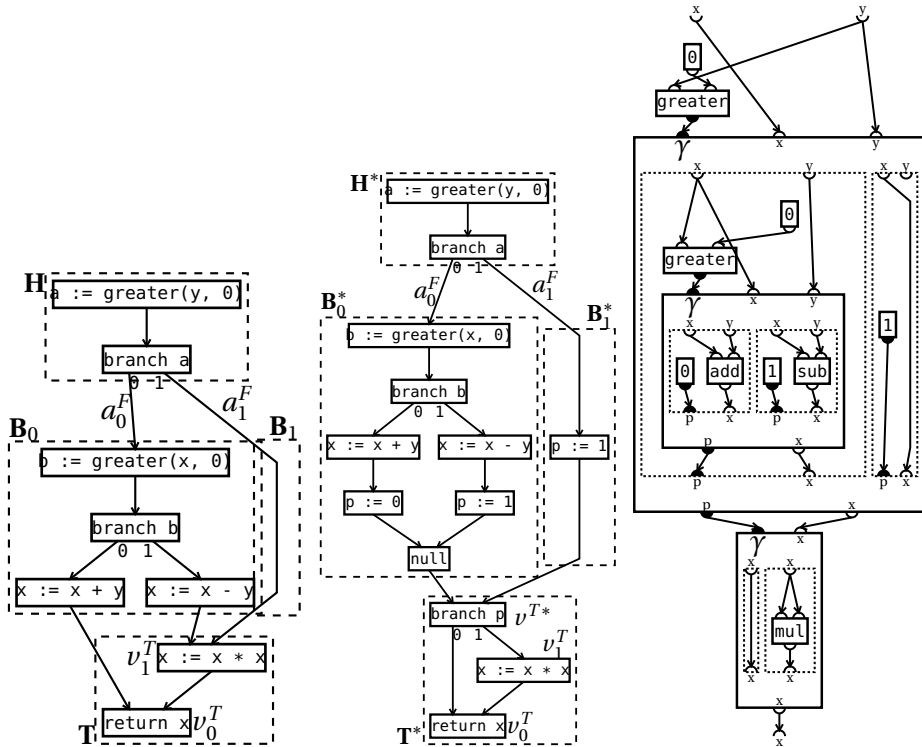 H
a := greater(y, 0)
branch a
0 1
a_0^F
a_1^F
B_0
B_1
b := greater(x, 0)
branch b
0 1
x := x + y
x := x - y
v_1^T
x := x * x
T
return x
v_0^T
H*
a := greater(y, 0)
branch a
0 1
a_0^F
a_1^F
B_0^*
B_1^*
b := greater(x, 0)
branch b
0 1
x := x + y
x := x - y
p := 1
p := 0
p := 1
null
branch p
v^{T*}
0 1
v_1^T
x := x * x
T*
return x
v_0^T
x
y
0
greater
γ
x
y
x
y
x
y
0
greater
γ
x
y
1
x
y
x
y
0
add
1
sub
p
x
p
x
p
x
p
x
p
x
p
x
γ
x
x
x
mul
x
x
x
x